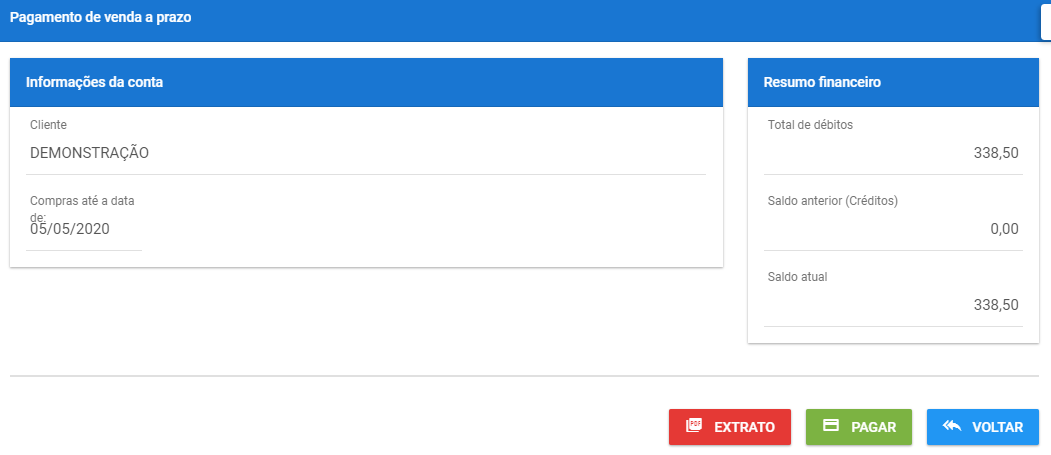 Pagamento de venda a prazo
Informações da conta
Cliente
DEMONSTRAÇÃO
Compras até a data
de:
05/05/2020
Resumo financeiro
Total de débitos
338,50
Saldo anterior (Créditos)
0,00
Saldo atual
338,50
PDF EXTRATO
PAGAR
VOLTAR